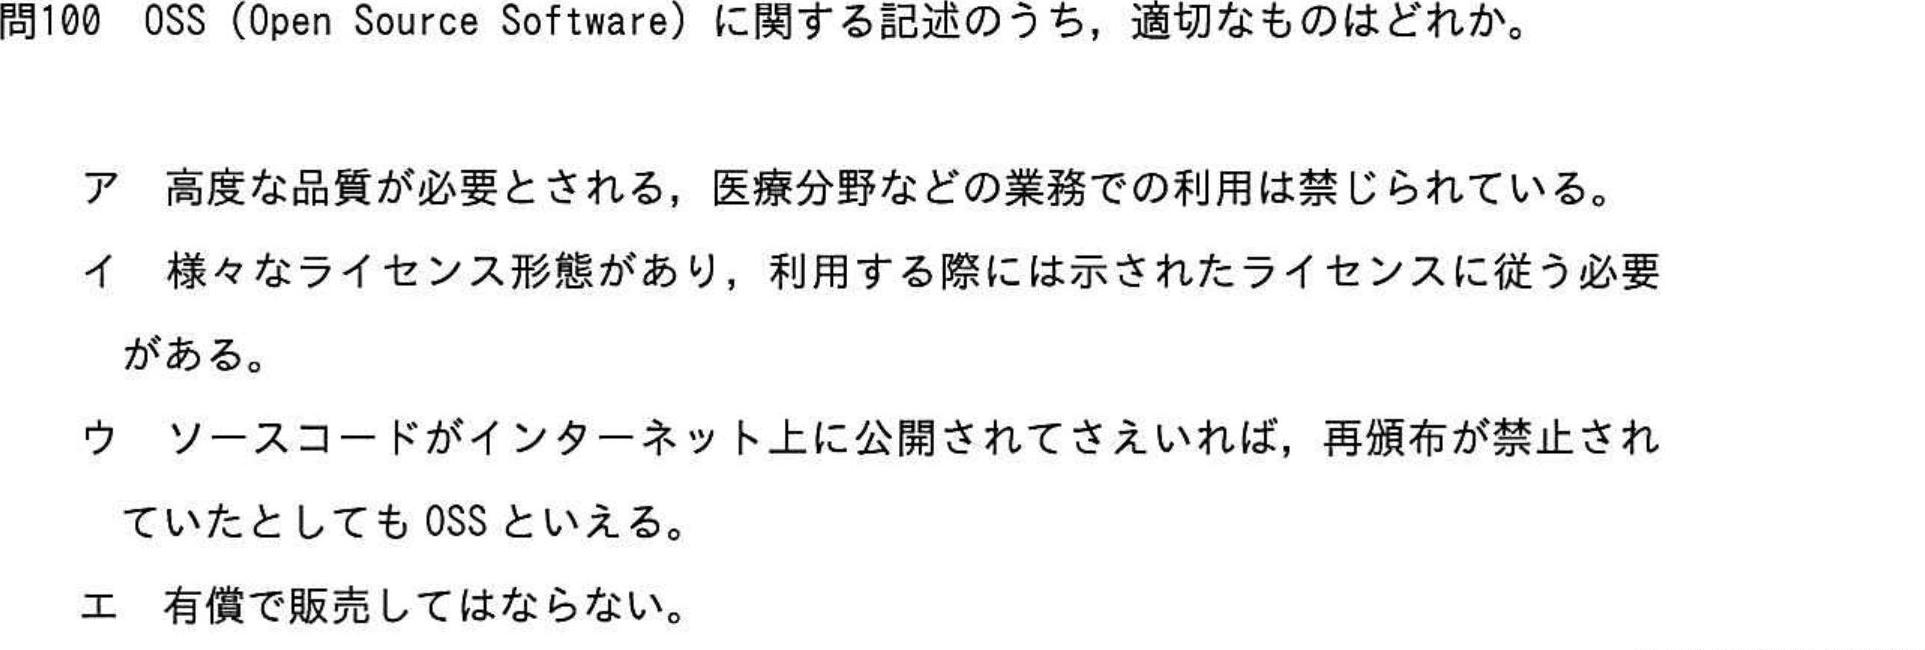 問100　OSS（Open Source Software）に関する記述のうち，適切なものはどれか。
ア　高度な品質が必要とされる，医療分野などの業務での利用は禁じられている。
イ　様々なライセンス形態があり，利用する際には示されたライセンスに従う必要
がある。
ウ　ソースコードがインターネット上に公開されてさえいれば，再頒布が禁止され
ていたとしても OSS といえる。
エ　有償で販売してはならない。